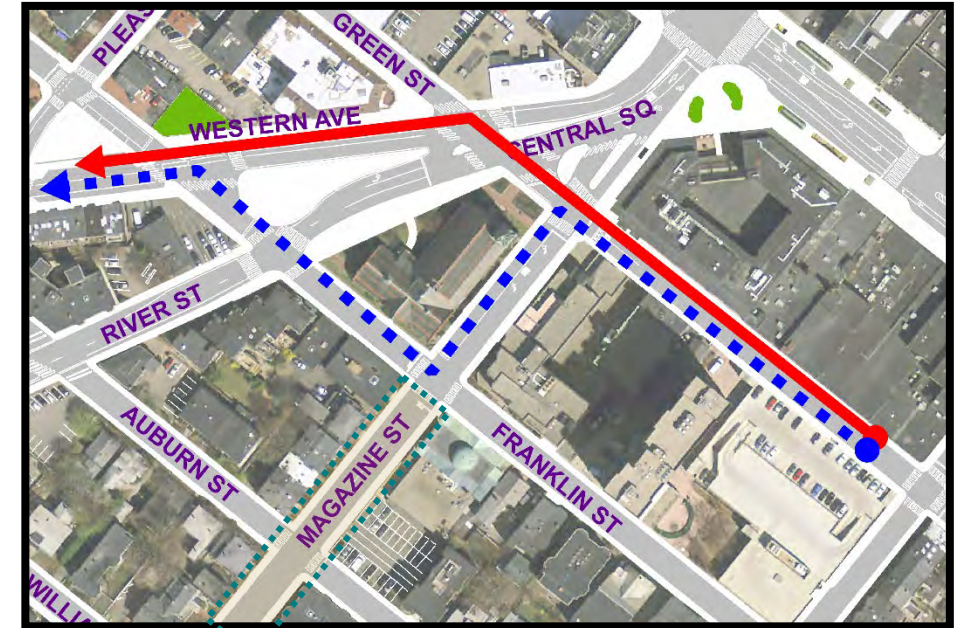 PLEAS
GREEN ST
WESTERN AVE
CENTRAL SQ
RIVER ST
AUBURN ST
MAGAZINE ST
FRANKLIN ST
WILLIA